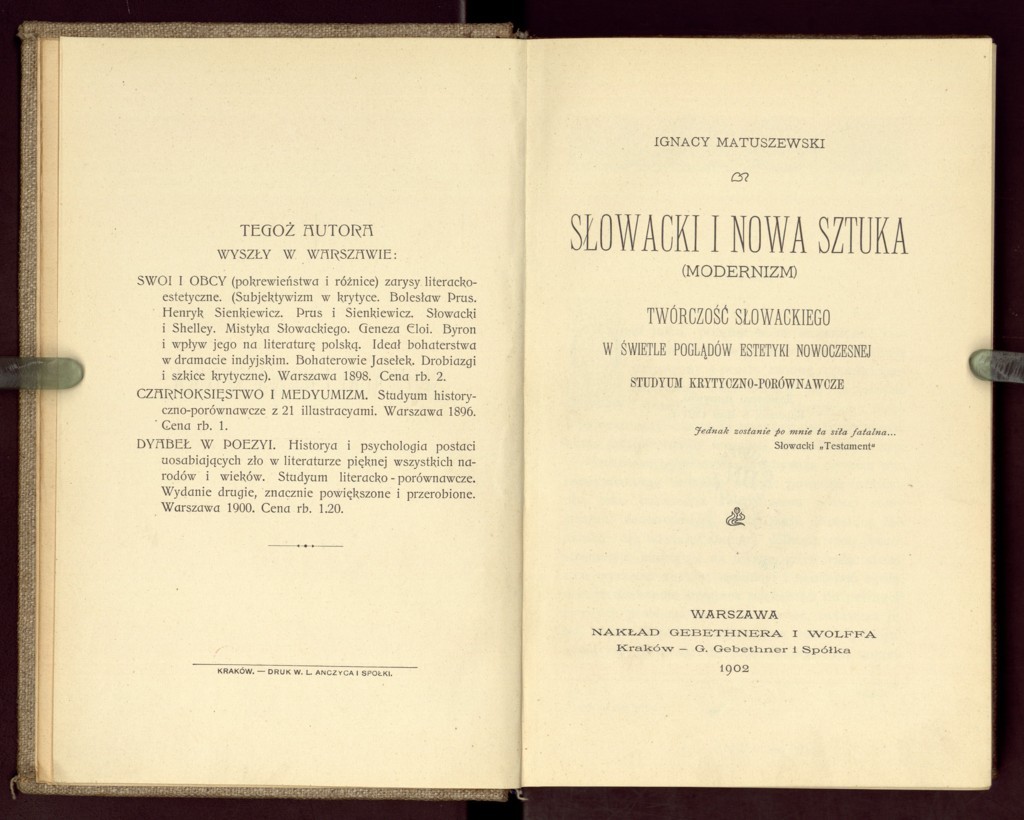 TEGOŻ AUTORA
WYSZŁY W WARSZAWIE:
SWOI I OBCY (pokrewieństwa i różnice) zarysy literacko-
estetyczne. (Subjektywizm w krytyce. Bolesław Prus.
Henryk Sienkiewicz. Prus i Sienkiewicz. Słowacki
i Shelley. Mistyka Słowackiego. Geneza Eloi. Byron
i wpływ jego na literaturę polską. Ideał bohaterstwa
w dramacie indyjskim. Bohaterowie Jasełek. Drobiazgi
i szkice krytyczne). Warszawa 1898. Cena rb. 2.
CZARNOKSIĘSTWO I MEDYUMIZM. Studyum history-
czno-porównawcze z 21 illustracyami. Warszawa 1896.
Cena rb. 1.
DYABEŁ W POEZYI. Historya i psychologia postaci
uosabiających zło w literaturze pięknej wszystkich na-
rodów i wieków. Studyum literacko-porównawcze.
Wydanie drugie, znacznie powiększone i przerobione.
Warszawa 1900. Cena rb. 1.20.
KRAKÓW. — DRUK W. L. ANCZYCA I SPÓŁKI.
IGNACY MATUSZEWSKI
SŁOWACKI I NOWA SZTUKA
(MODERNIZM)
TWÓRCZOŚĆ SŁOWACKIEGO
W ŚWIETLE POGLĄDÓW ESTETYKI NOWOCZESNEJ
STUDYUM KRYTYCZNO-PORÓWNAWCZE
Jednak zostanie po mnie ta siła fatalna...
Słowacki „Testament“
WARSZAWA
NAKŁAD GEBETHNERA I WOLFFA
Kraków — G. Gebethner i Spółka
1902